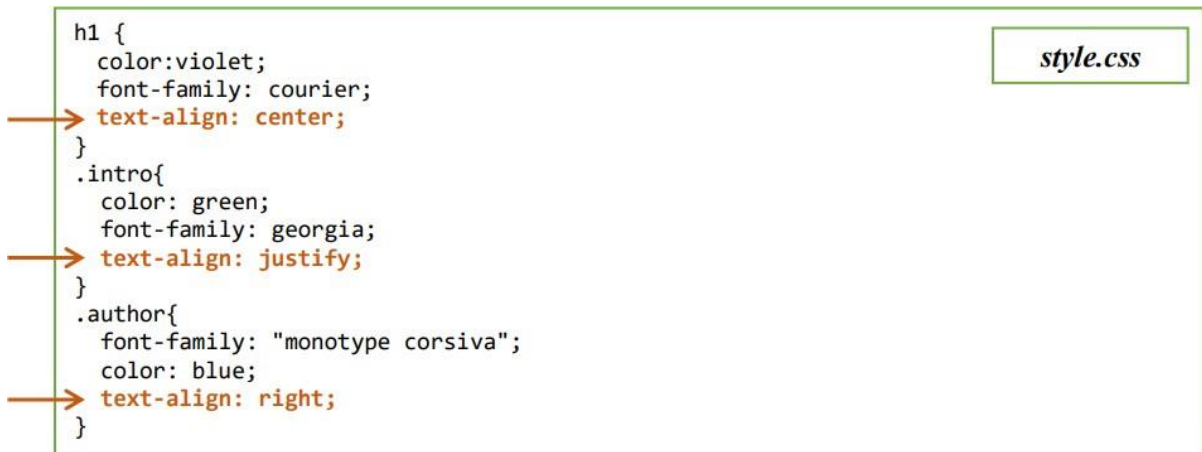 h1 {
color:violet;
font-family: courier;
text-align: center;
}
.intro{
color: green;
font-family: georgia;
text-align: justify;
}
.author{
font-family: "monotype corsiva";
color: blue;
text-align: right;
}
style.css